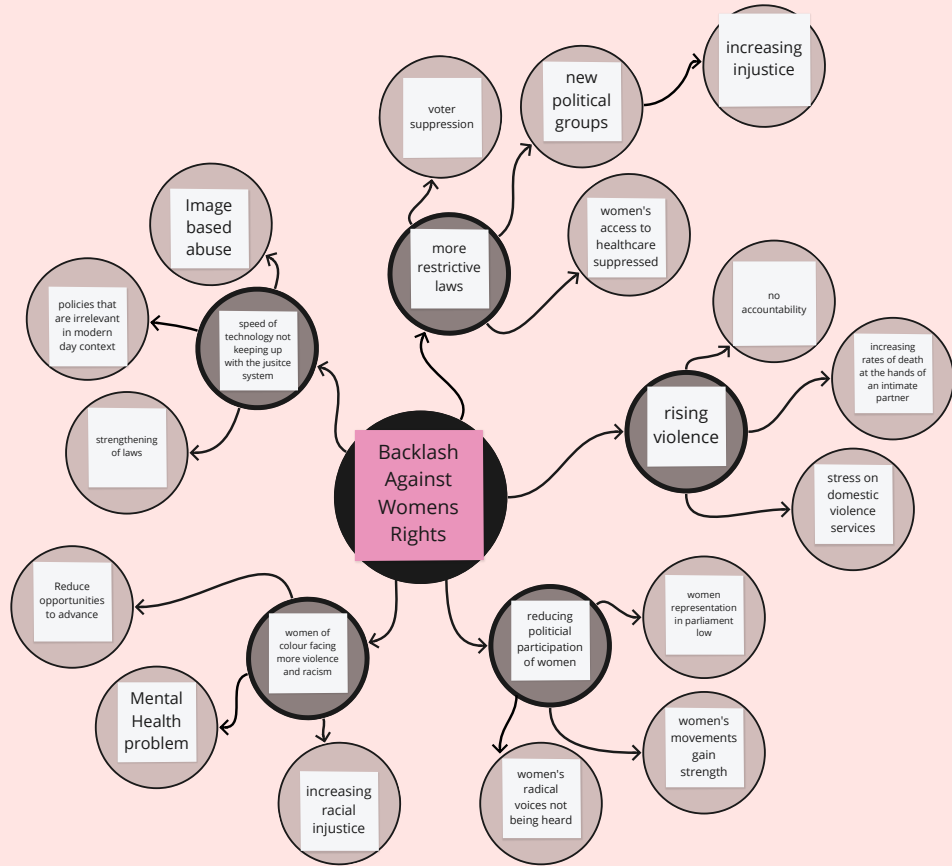 increasing
injustice
new
political
groups
voter
suppression
Image
based
abuse
women's
access to
healthcare
suppressed
more
restrictive
laws
policies that
are irrelevant
in modern
day context
speed of
technology not
keeping up
with the jusitce
system
no
accountability
increasing
rates of death
at the hands of
an intimate
partner
rising
violence
strengthening
of laws
Backlash
Against
Womens
Rights
stress on
domestic
violence
services
Reduce
opportunities
to advance
women of
colour facing
more violence
and racism
reducing
politicial
participation
of women
women
representation
in parliament
low
Mental
Health
problem
women's
movements
gain
strength
increasing
racial
injustice
women's
radical
voices not
being heard